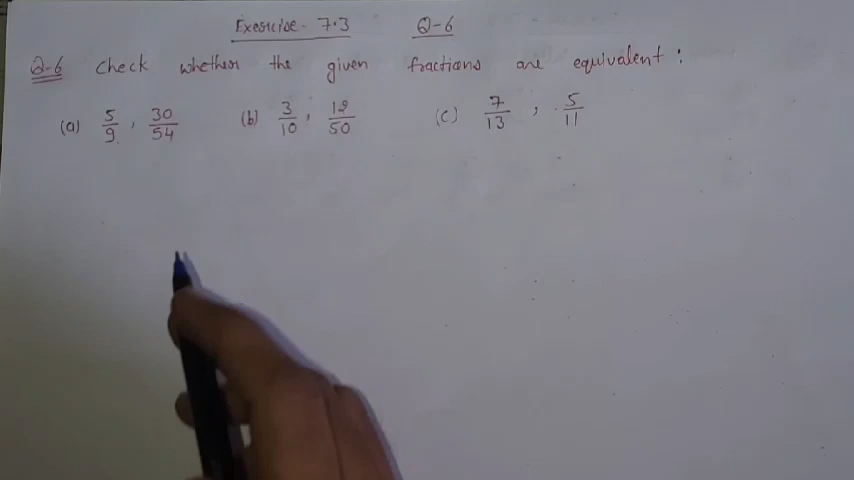 Exercise - 7.3 Q-6
Q-6 Check whether the given fractions are equivalent :
(a) 5/9 , 30/54 (b) 3/10 , 12/50 (c) 7/13 , 5/11